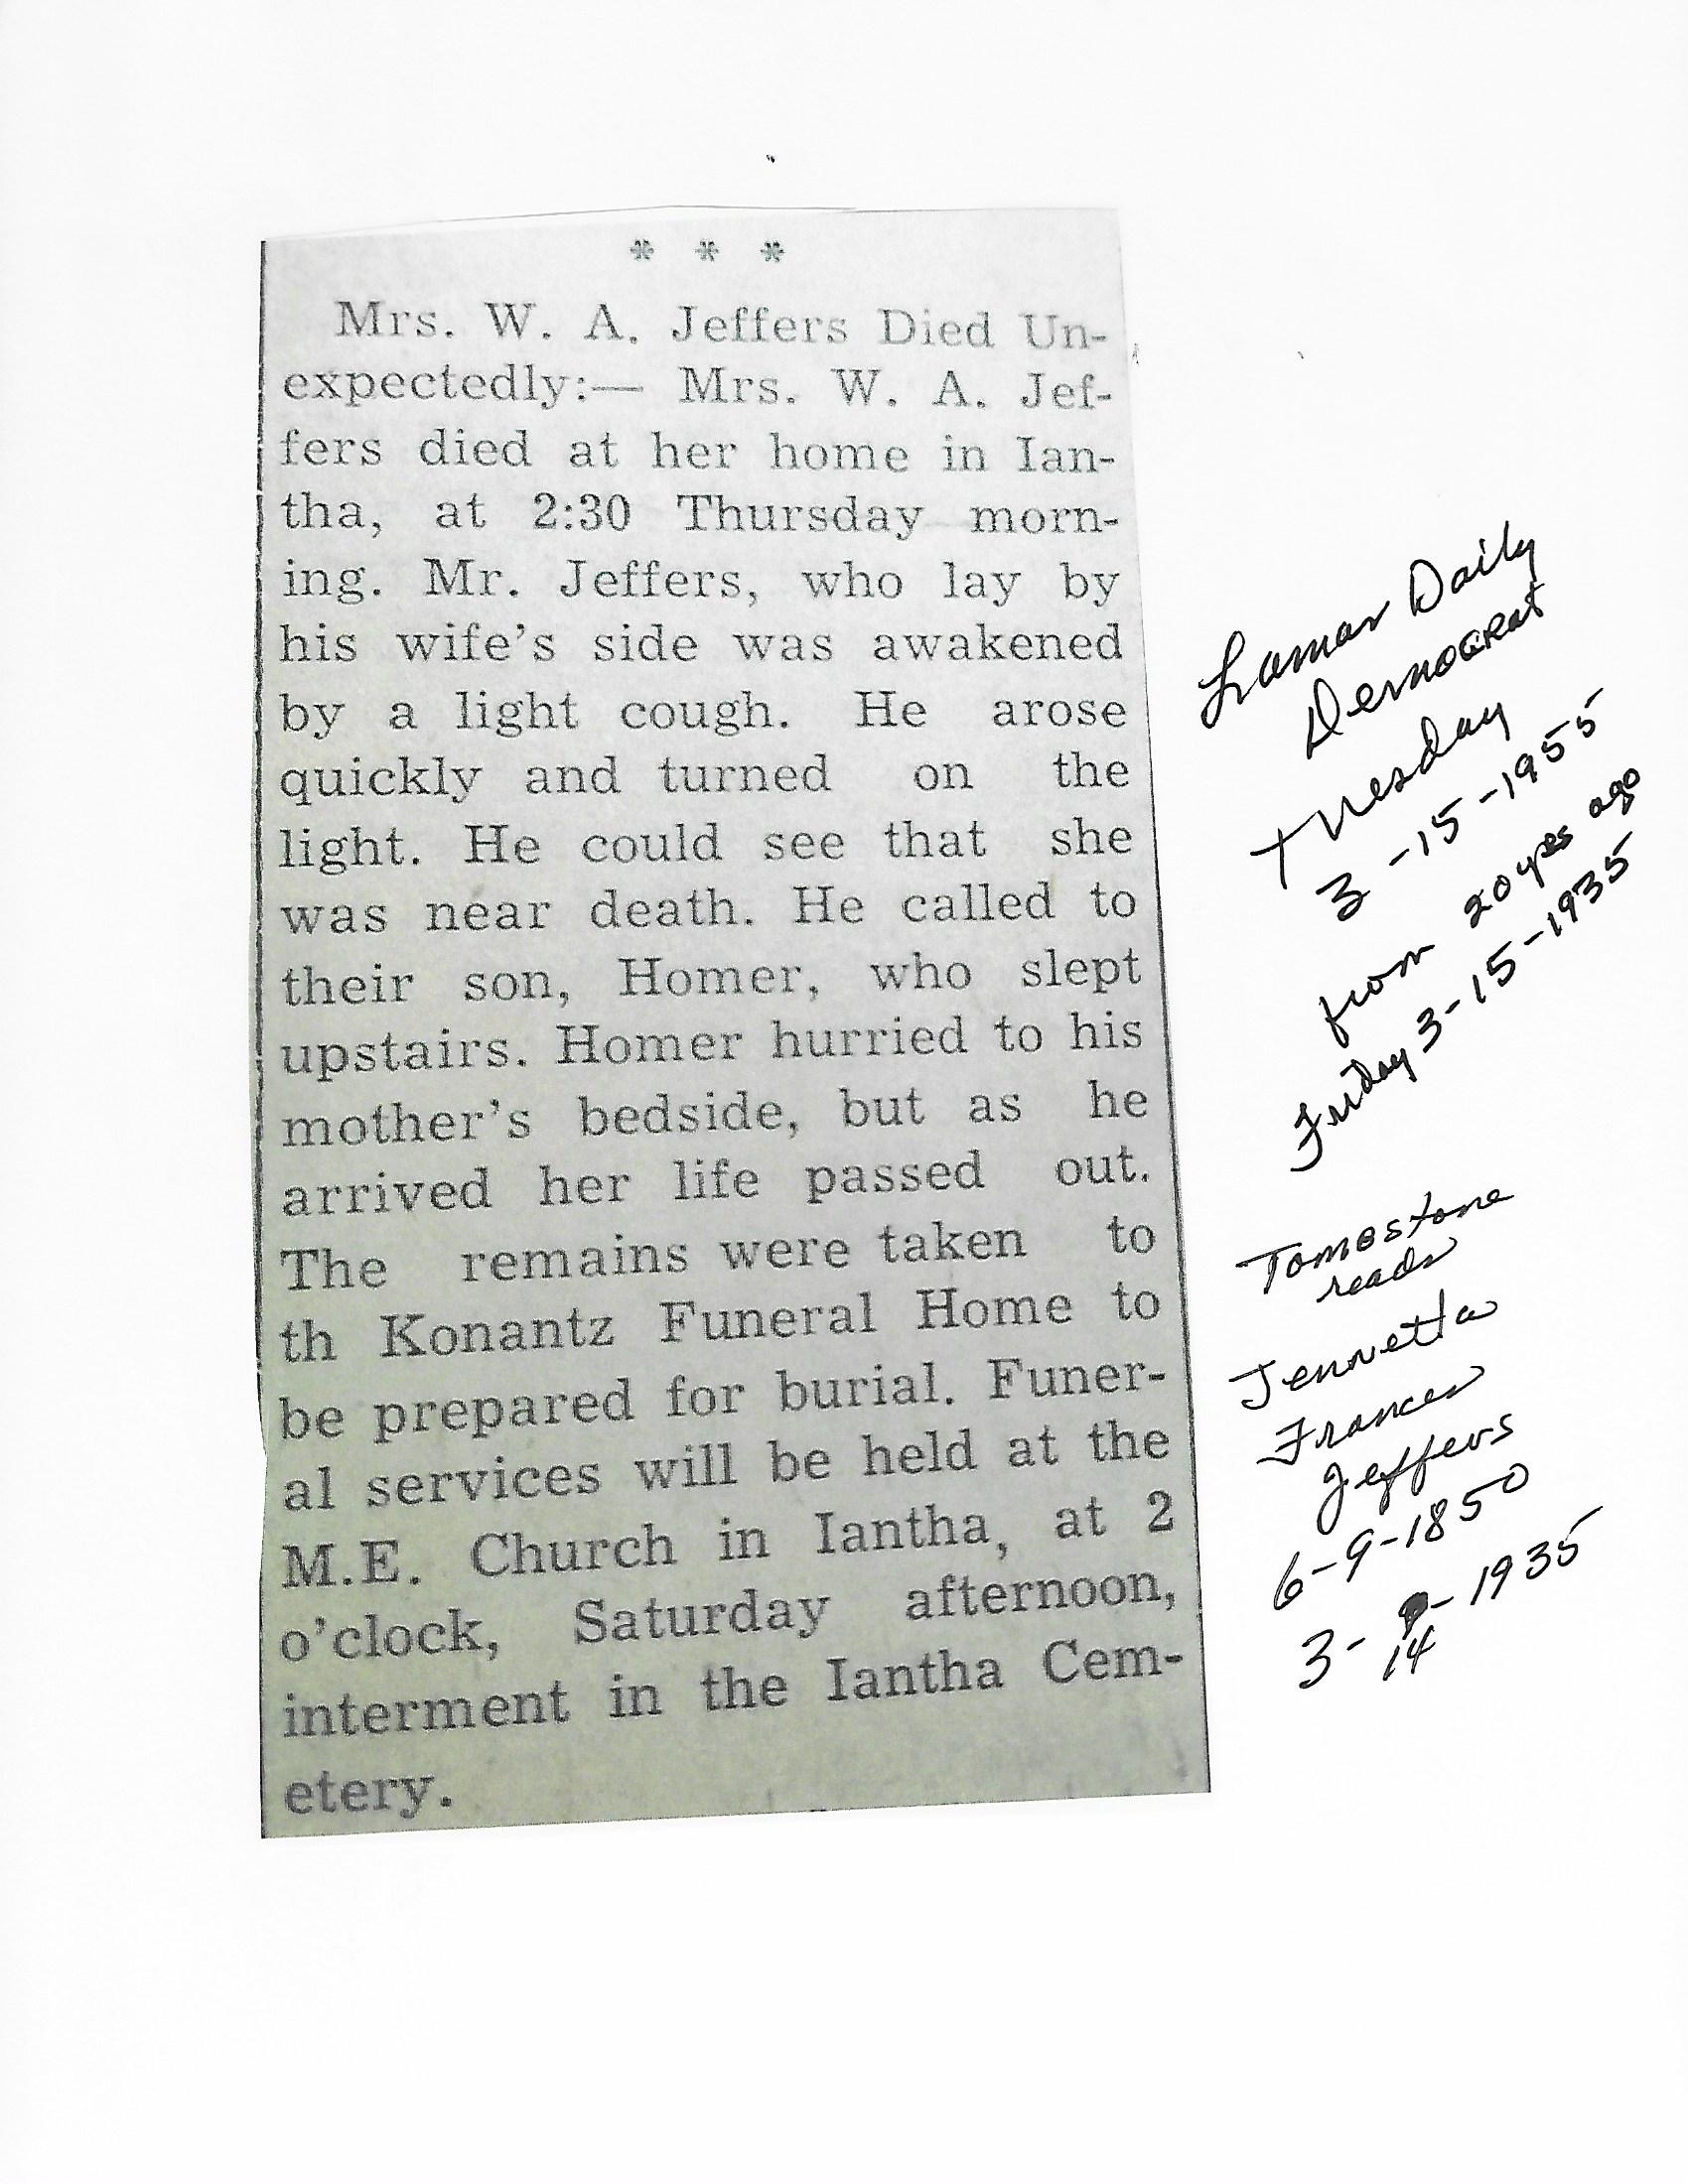 * * *
Mrs. W. A. Jeffers Died Un-
expectedly:— Mrs. W. A. Jef-
fers died at her home in Ian-
tha, at 2:30 Thursday morn-
ing. Mr. Jeffers, who lay by
his wife's side was awakened
by a light cough. He arose
quickly and turned on the
light. He could see that she
was near death. He called to
their son, Homer, who slept
upstairs. Homer hurried to his
mother's bedside, but as he
arrived her life passed out.
The remains were taken to
th Konantz Funeral Home to
be prepared for burial. Funer-
al services will be held at the
M.E. Church in Iantha, at 2
o'clock, Saturday afternoon,
interment in the Iantha Cem-
etery.
Lamar Daily
Democrat
Tuesday
3-15-1955
from 20 yrs ago
Friday 3-15-1935
Tomestone
reads
Jennetta
Frances
Jeffers
6-9-1850
3- -1935
14